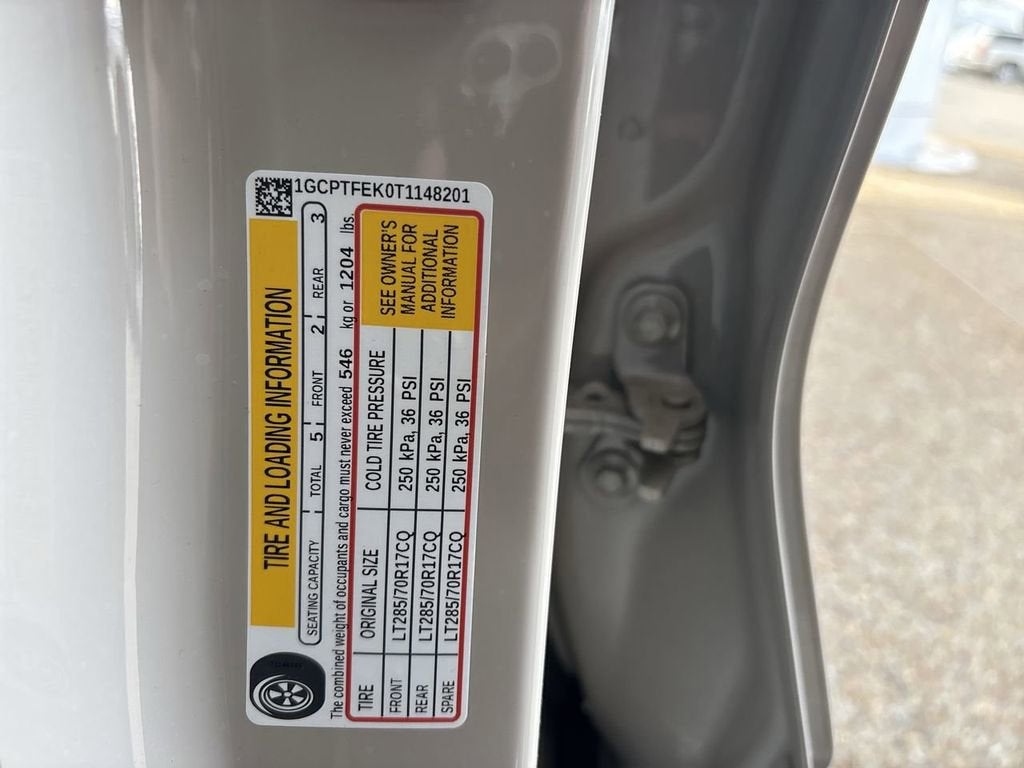 1GCPTFEK0T1148201
TIRE AND LOADING INFORMATION
SEATING CAPACITY TOTAL 5 FRONT 2 REAR 3
The combined weight of occupants and cargo must never exceed 546 kg or 1204 lbs.
TIRE ORIGINAL SIZE COLD TIRE PRESSURE
FRONT LT285/70R17CQ 250 kPa, 36 PSI
REAR LT285/70R17CQ 250 kPa, 36 PSI
SPARE LT285/70R17CQ 250 kPa, 36 PSI
SEE OWNER'S
MANUAL FOR
ADDITIONAL
INFORMATION